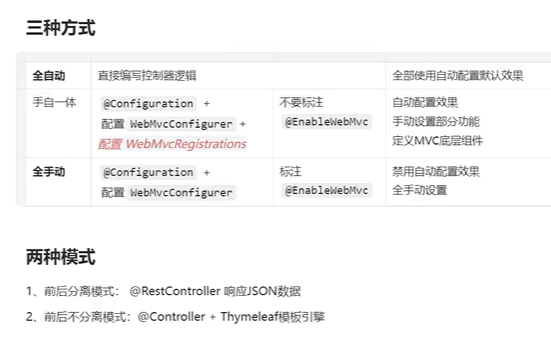 三种方式
全自动 直接编写控制器逻辑 全部使用自动配置默认效果
手自一体 @Configuration + 不要标注 自动配置效果
配置 WebMvcConfigurer + @EnableWebMvc 手动设置部分功能
配置 WebMvcRegistrations 定义MVC底层组件
全手动 @Configuration + 标注 禁用自动配置效果
配置 WebMvcConfigurer @EnableWebMvc 全手动设置
两种模式
1、前后分离模式： @RestController 响应JSON数据
2、前后不分离模式：@Controller + Thymeleaf模板引擎